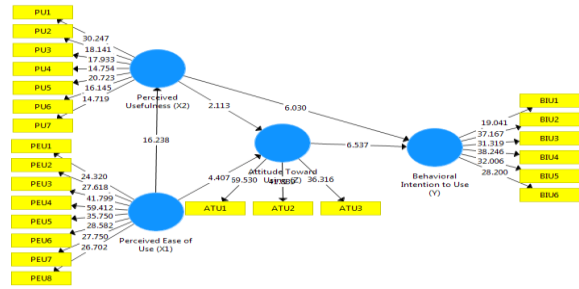 PU1
PU2
PU3
PU4
PU5
PU6
PU7
30.247
18.141
17.933
14.754
20.723
16.145
14.719
Perceived
Usefulness (X2)
2.113
6.030
16.238
PEU1
PEU2
PEU3
PEU4
PEU5
PEU6
PEU7
PEU8
24.320
27.618
41.799
59.412
35.750
28.582
27.750
26.702
Perceived Ease of
Use (X1)
4.407
Attitude Toward
Using (Z)
6.537
59.530
36.316
ATU1
ATU2
ATU3
Behavioral
Intention to Use
(Y)
19.041
37.167
31.319
38.246
32.006
28.200
BIU1
BIU2
BIU3
BIU4
BIU5
BIU6